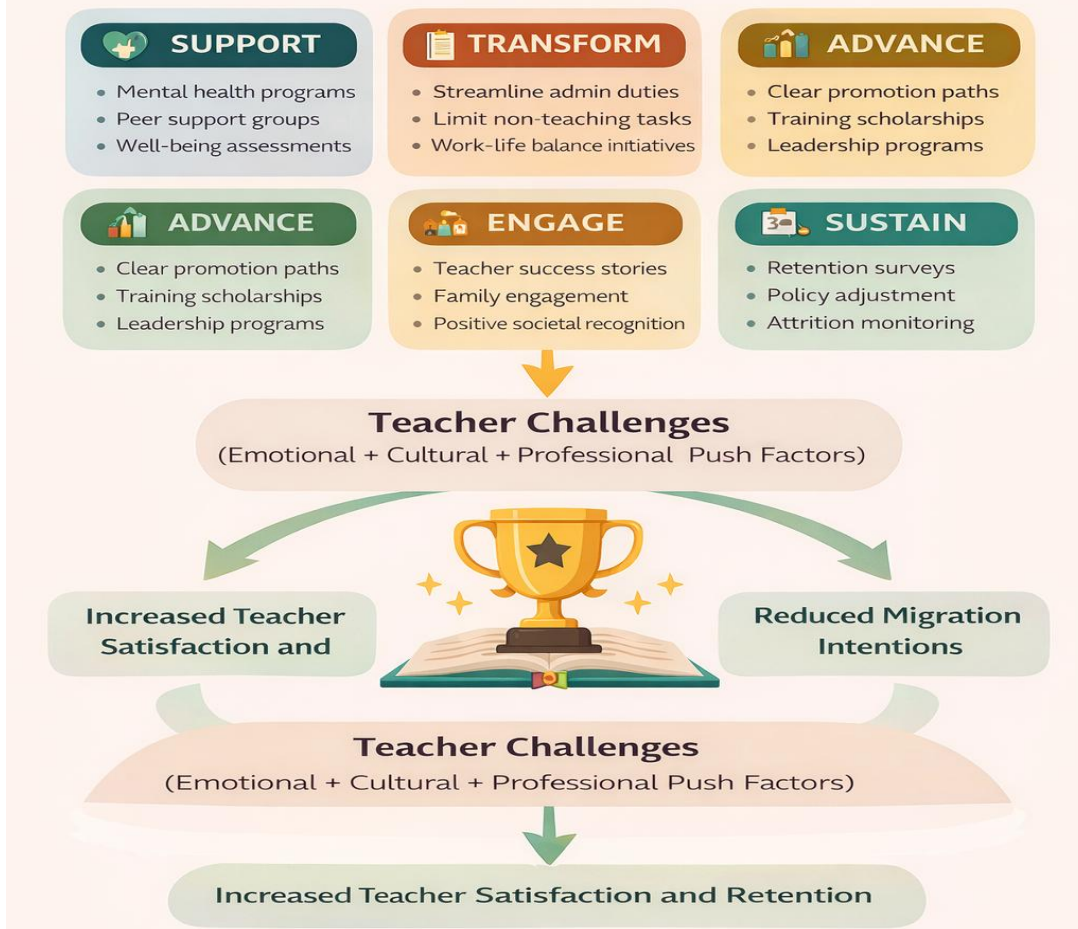 SUPPORT
Mental health programs
Peer support groups
Well-being assessments
TRANSFORM
Streamline admin duties
Limit non-teaching tasks
Work-life balance initiatives
ADVANCE
Clear promotion paths
Training scholarships
Leadership programs
ADVANCE
Clear promotion paths
Training scholarships
Leadership programs
ENGAGE
Teacher success stories
Family engagement
Positive societal recognition
3
SUSTAIN
Retention surveys
Policy adjustment
Attrition monitoring
Teacher Challenges
(Emotional + Cultural + Professional Push Factors)
Increased Teacher
Satisfaction and
Reduced Migration
Intentions
Teacher Challenges
(Emotional + Cultural + Professional Push Factors)
Increased Teacher Satisfaction and Retention